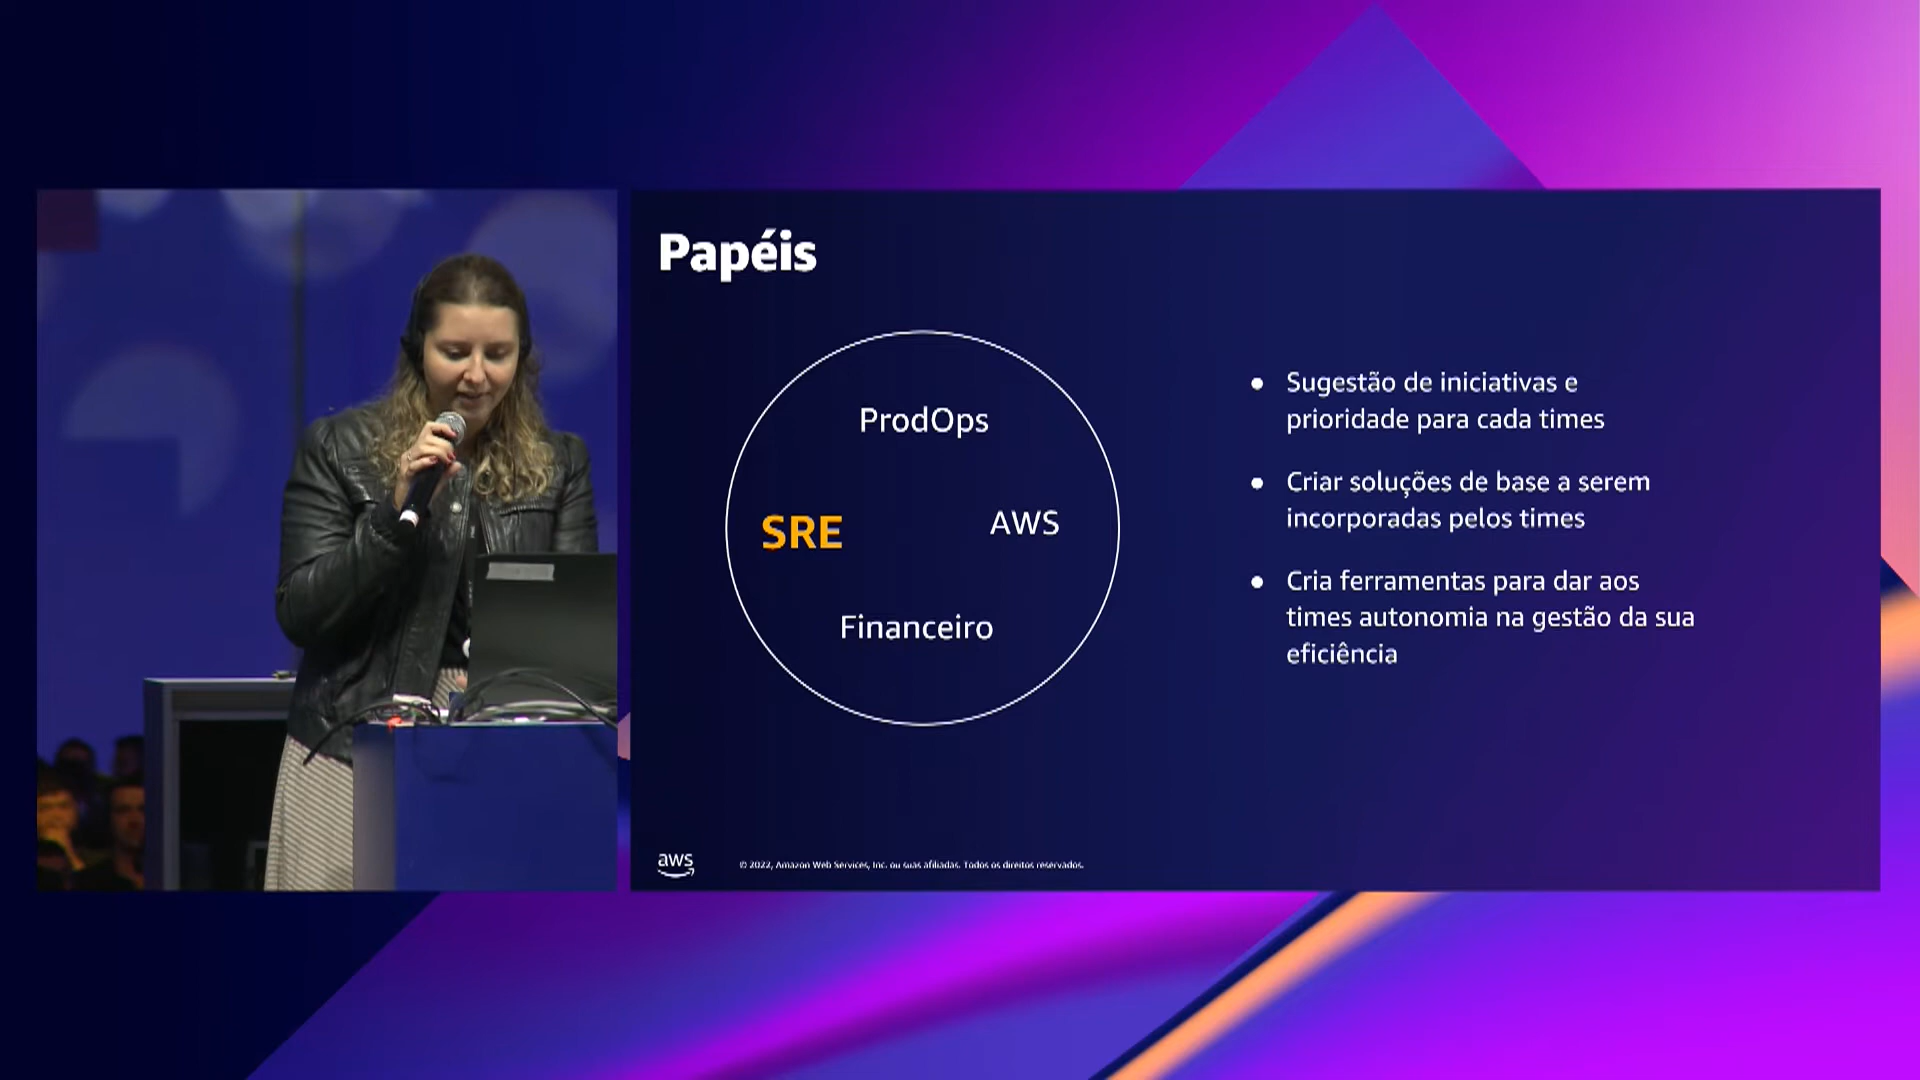 Papéis
ProdOps
SRE
AWS
Financeiro
● Sugestão de iniciativas e
prioridade para cada times
● Criar soluções de base a serem
incorporadas pelos times
● Cria ferramentas para dar aos
times autonomia na gestão da sua
eficiência
aws
© 2022, Amazon Web Services, Inc. ou suas afiliadas. Todos os direitos reservados.